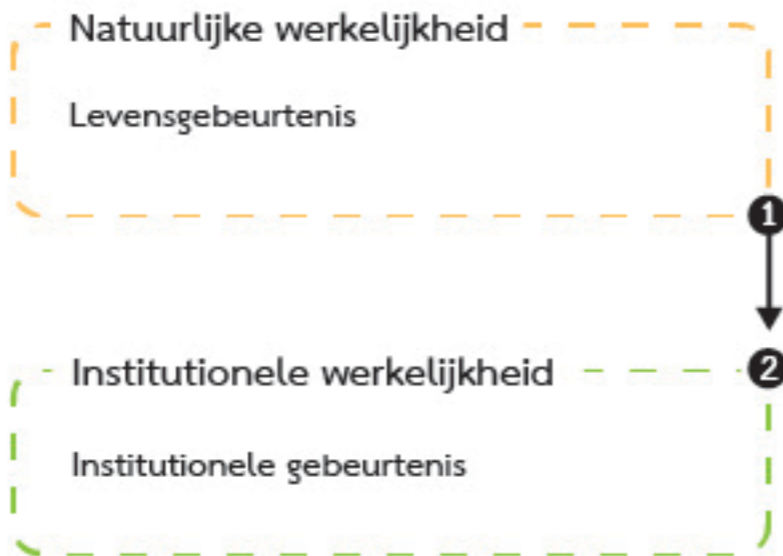 Natuurlijke werkelijkheid
Levensgebeurtenis
1
Institutionele werkelijkheid
2
Institutionele gebeurtenis